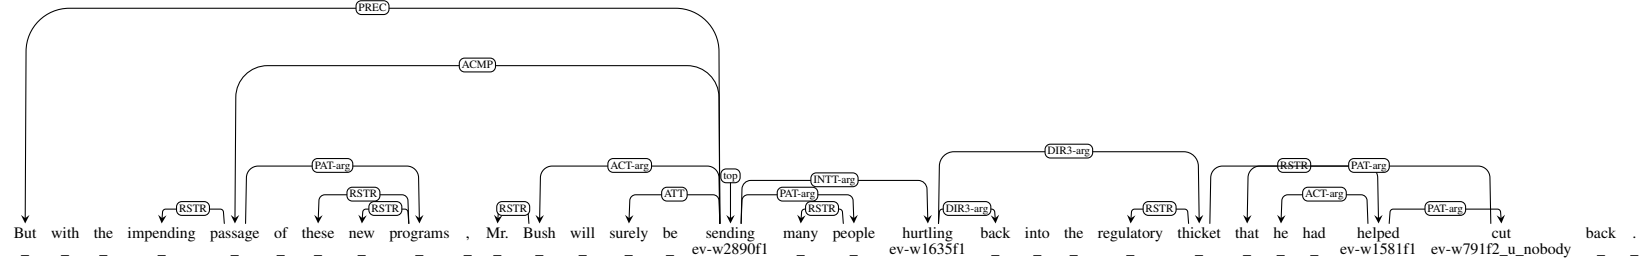 PREC
ACMP
DIR3-arg
PAT-arg ACT-arg top RSTR PAT-arg
INTT-arg
RSTR ATT PAT-arg ACT-arg
RSTR RSTR RSTR RSTR DIR3-arg RSTR PAT-arg
But with the impending passage of these new programs , Mr. Bush will surely be sending many people hurtling back into the regulatory thicket that he had helped cut back .
_ _ _ _ _ _ _ _ _ _ _ _ _ _ _ ev-w2890f1 _ _ ev-w1635f1 _ _ _ _ _ _ _ _ ev-w1581f1 ev-w791f2_u_nobody _ _